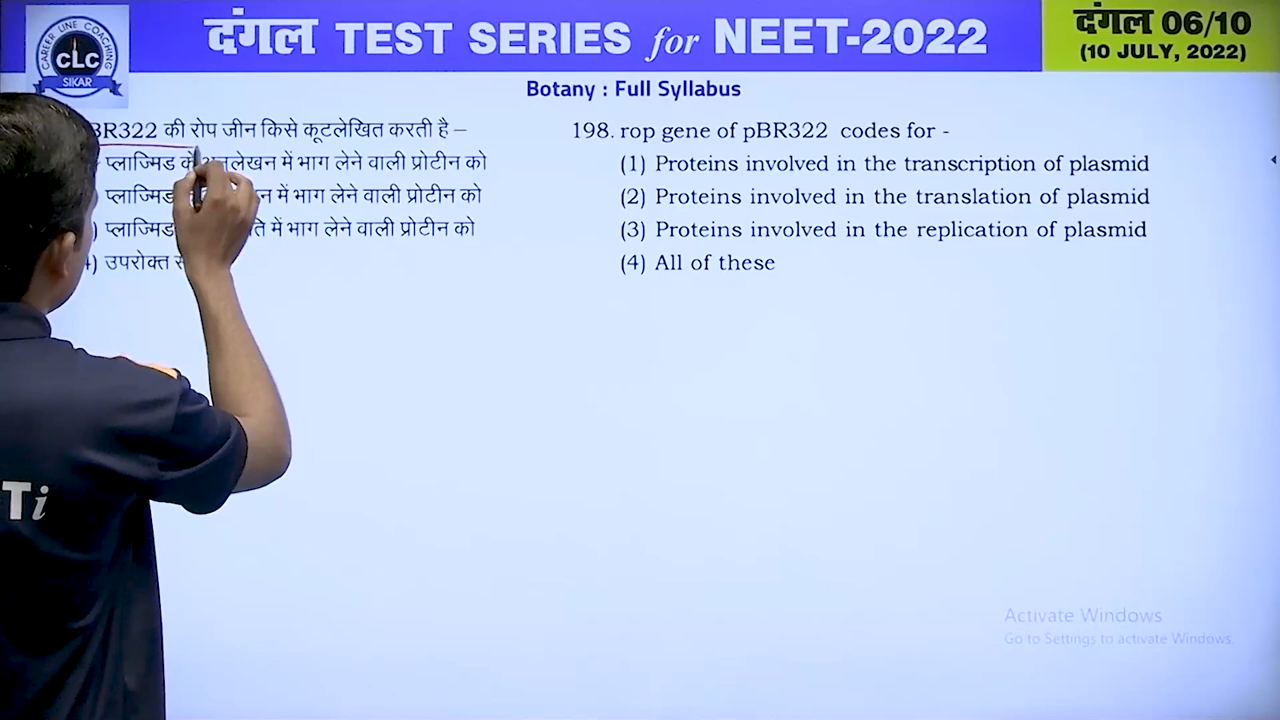 CAREER LINE COACHING
CLC
SIKAR
दंगल TEST SERIES for NEET-2022
दंगल 06/10
(10 JULY, 2022)
Botany : Full Syllabus
BR322 की रोप जीन किसे कूटलेखित करती है –
प्लाज्मिड के अनुलेखन में भाग लेने वाली प्रोटीन को
प्लाज्मिड न में भाग लेने वाली प्रोटीन को
) प्लाज्मिड ति में भाग लेने वाली प्रोटीन को
4) उपरोक्त स
198. rop gene of pBR322 codes for -
(1) Proteins involved in the transcription of plasmid
(2) Proteins involved in the translation of plasmid
(3) Proteins involved in the replication of plasmid
(4) All of these
Ti
Activate Windows
Go to Settings to activate Windows.